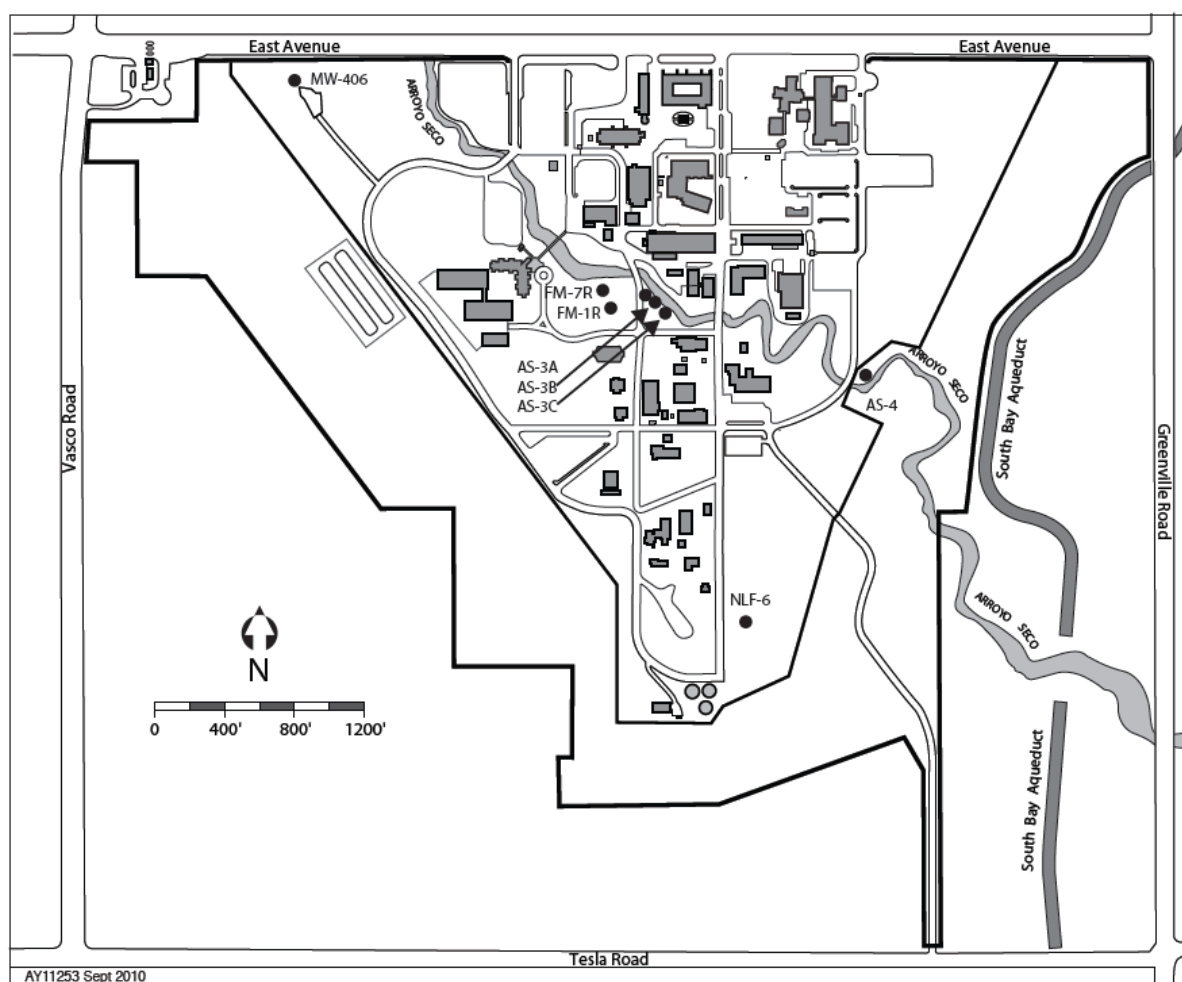 East Avenue
East Avenue
MW-406
ARROYO SECO
FM-7R
FM-1R
AS-3A
AS-3B
AS-3C
ARROYO SECO
AS-4
South Bay Aqueduct
Vasco Road
Greenville Road
NLF-6
ARROYO SECO
N
0 400' 800' 1200'
South Bay Aqueduct
Tesla Road
AY11253 Sept 2010